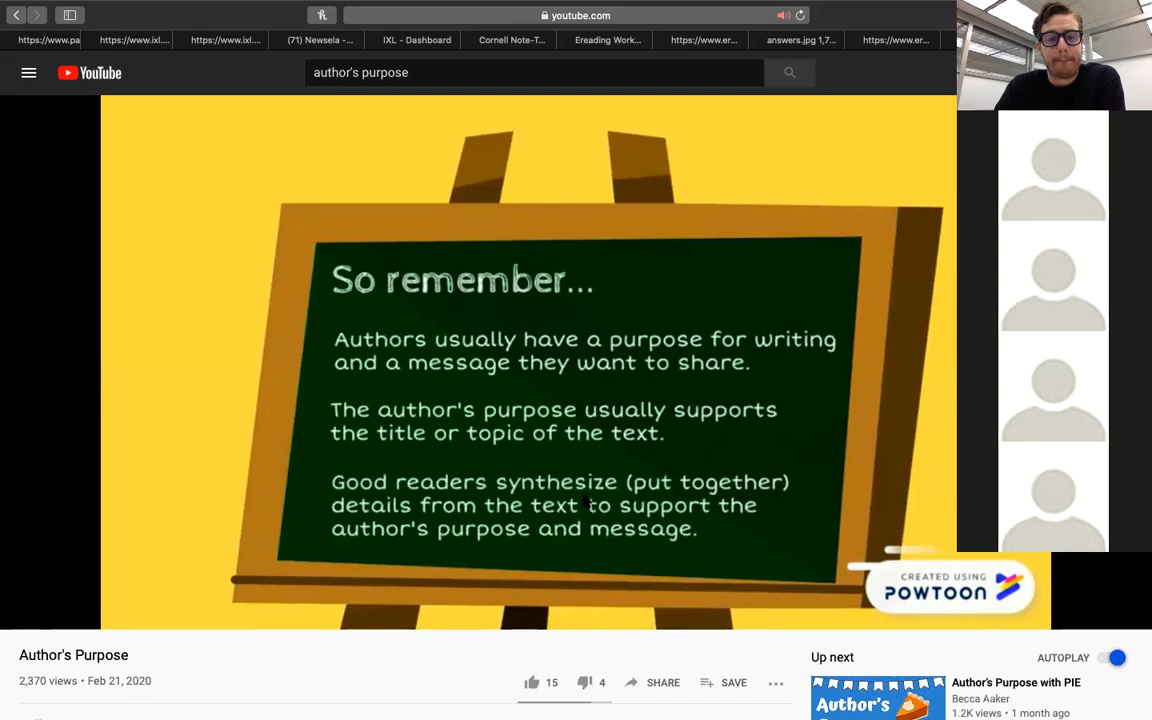 youtube.com
https://www.pa
https://www.ixl....
https://www.ixl....
(71) Newsela -...
IXL - Dashboard
Cornell Note-T...
Ereading Work...
https://www.er...
answers.jpg 1,7...
https://www.er...
YouTube
author's purpose
So remember...
Authors usually have a purpose for writing
and a message they want to share.
The author's purpose usually supports
the title or topic of the text.
Good readers synthesize (put together)
details from the text to support the
author's purpose and message.
CREATED USING
POWTOON
Author's Purpose
2,370 views • Feb 21, 2020
15
4
SHARE
SAVE
Up next
AUTOPLAY
Author's
Author's Purpose with PIE
Becca Aaker
1.2K views • 1 month ago